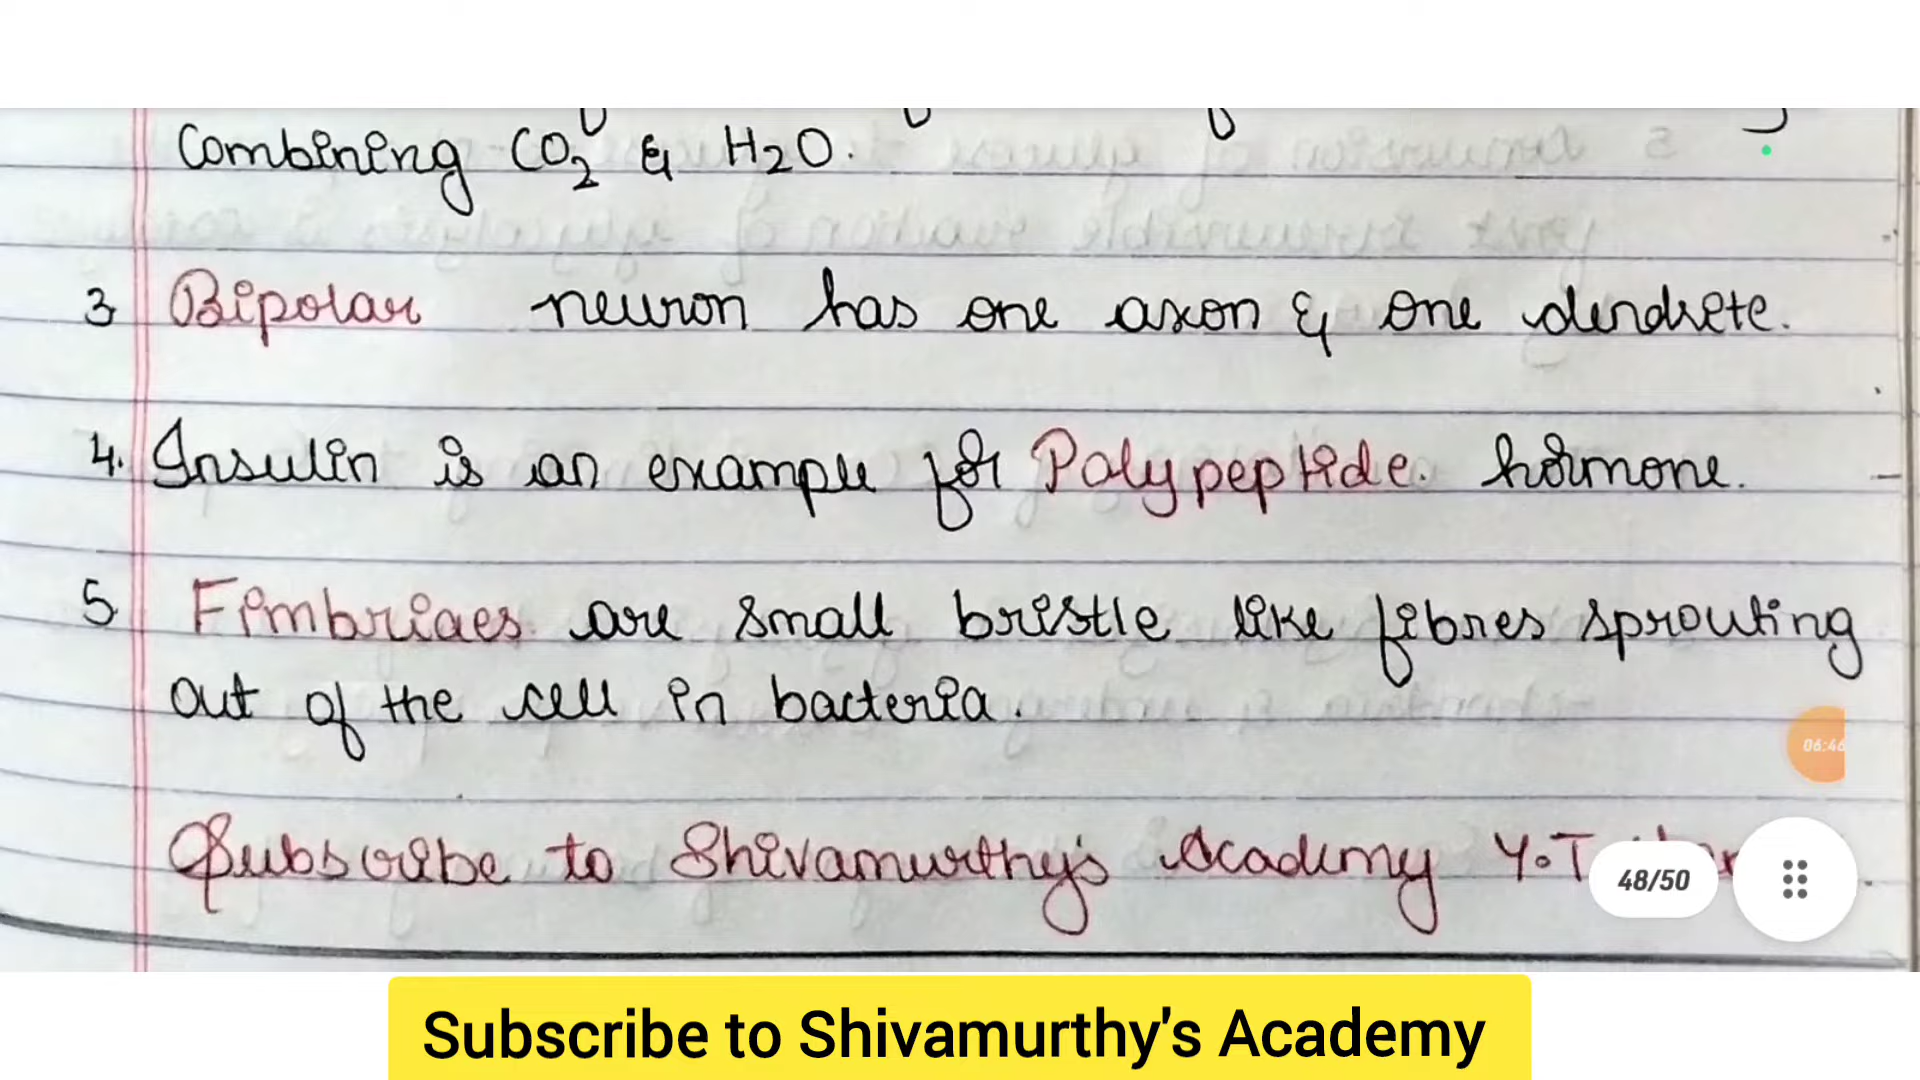 Combining CO2 & H2O.
3 Bipolar neuron has one axon & one dendrite.
4. Insulin is an example for Polypeptide. hormone.
5 Fimbriaes are small bristle like fibres sprouting
out of the cell in bacteria.
Subscribe to Shivamurthy's Academy Y.T
48/50
06:46
Subscribe to Shivamurthy's Academy